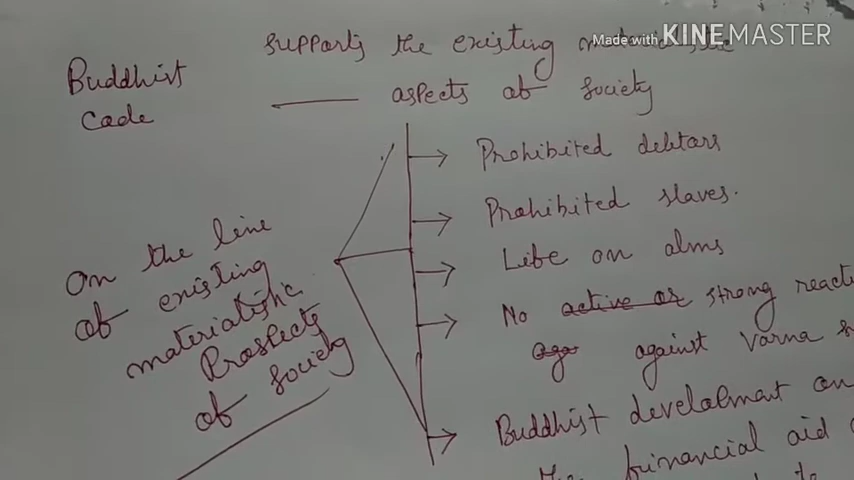 Made with KINEMASTER
Buddhist code
supports the existing
aspects of society
Prohibited debtors
Prohibited slaves.
Life on alms
No active or strong
against varna
Buddhist develoment on
the financial aid
to
On the line
of existing
materialistic
Prospects
of society